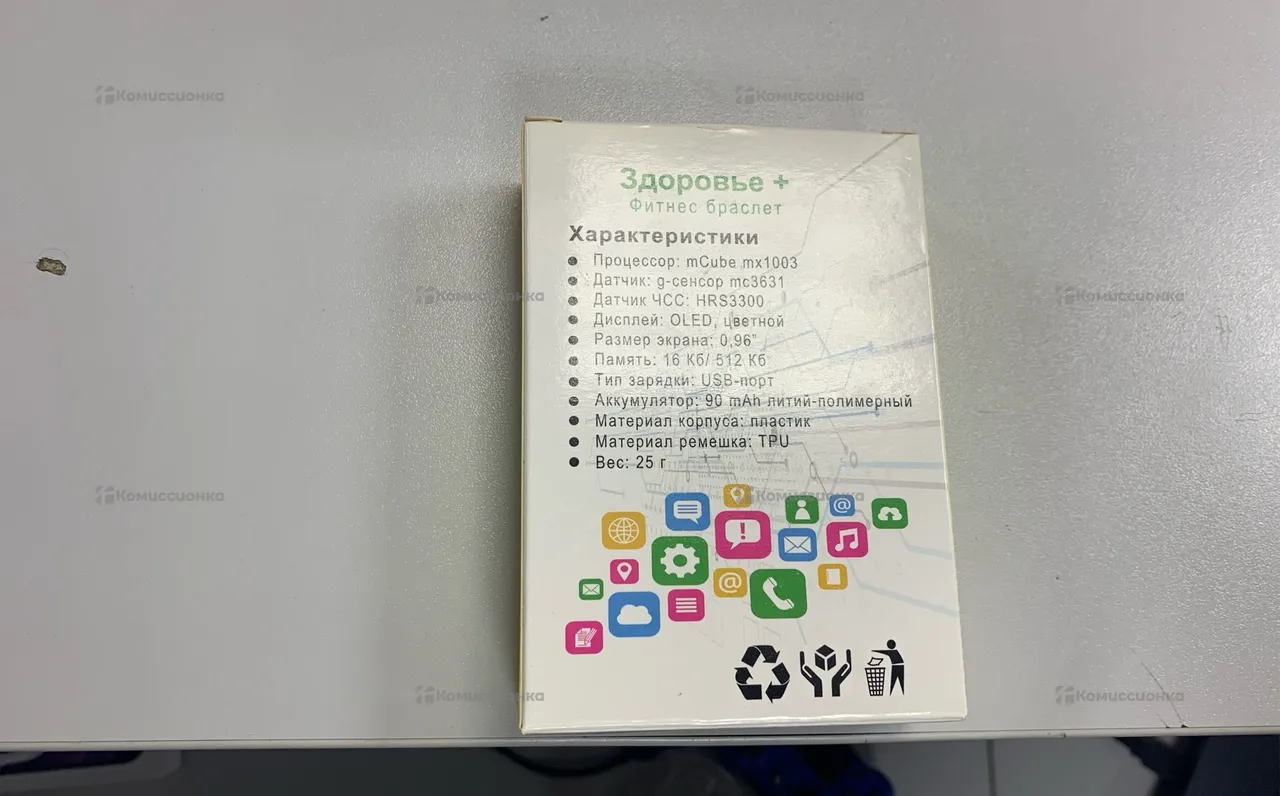 Комиссионка
Комиссионка
Здоровье +
Фитнес браслет
Характеристики
Процессор: mCube mx1003
Датчик: g-сенсор mc3631
Датчик ЧСС: HRS3300
Комиссионка
Комиссионка
Дисплей: OLED, цветной
Размер экрана: 0,96"
Память: 16 Кб/ 512 Кб
Тип зарядки: USB-порт
Аккумулятор: 90 mAh литий-полимерный
Материал корпуса: пластик
Материал ремешка: TPU
Вес: 25 г
Комиссионка
Комиссионка
Комиссионка
Комиссионка